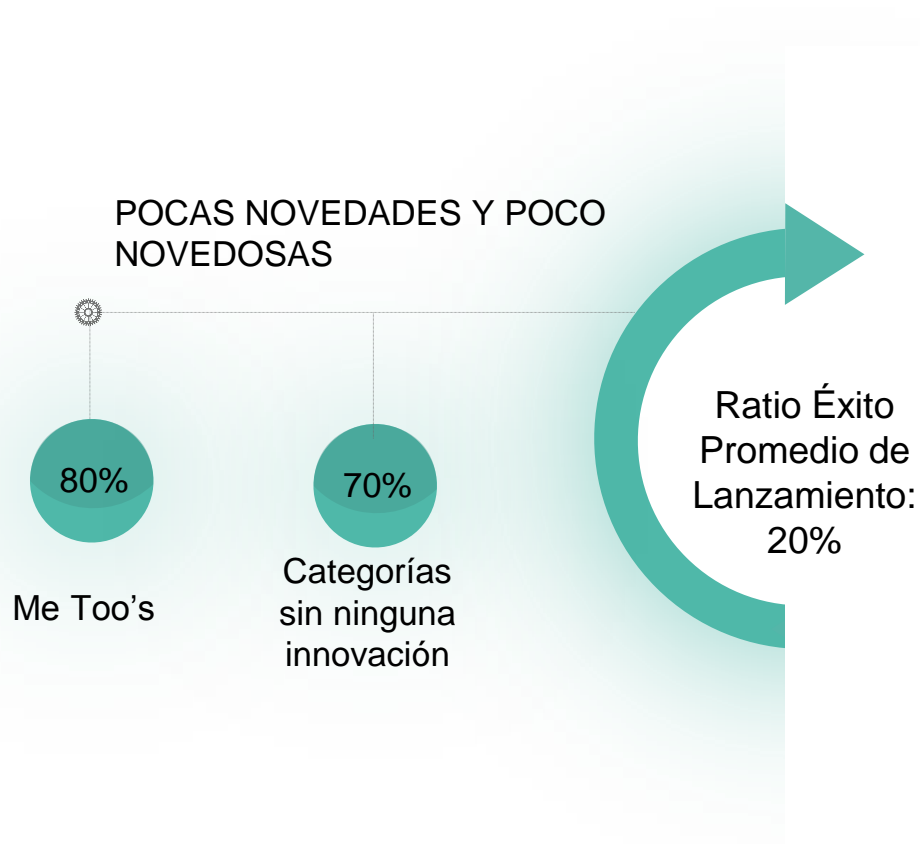 POCAS NOVEDADES Y POCO
NOVEDOSAS
80%
Me Too’s
70%
Categorías
sin ninguna
innovación
Ratio Éxito
Promedio de
Lanzamiento:
20%